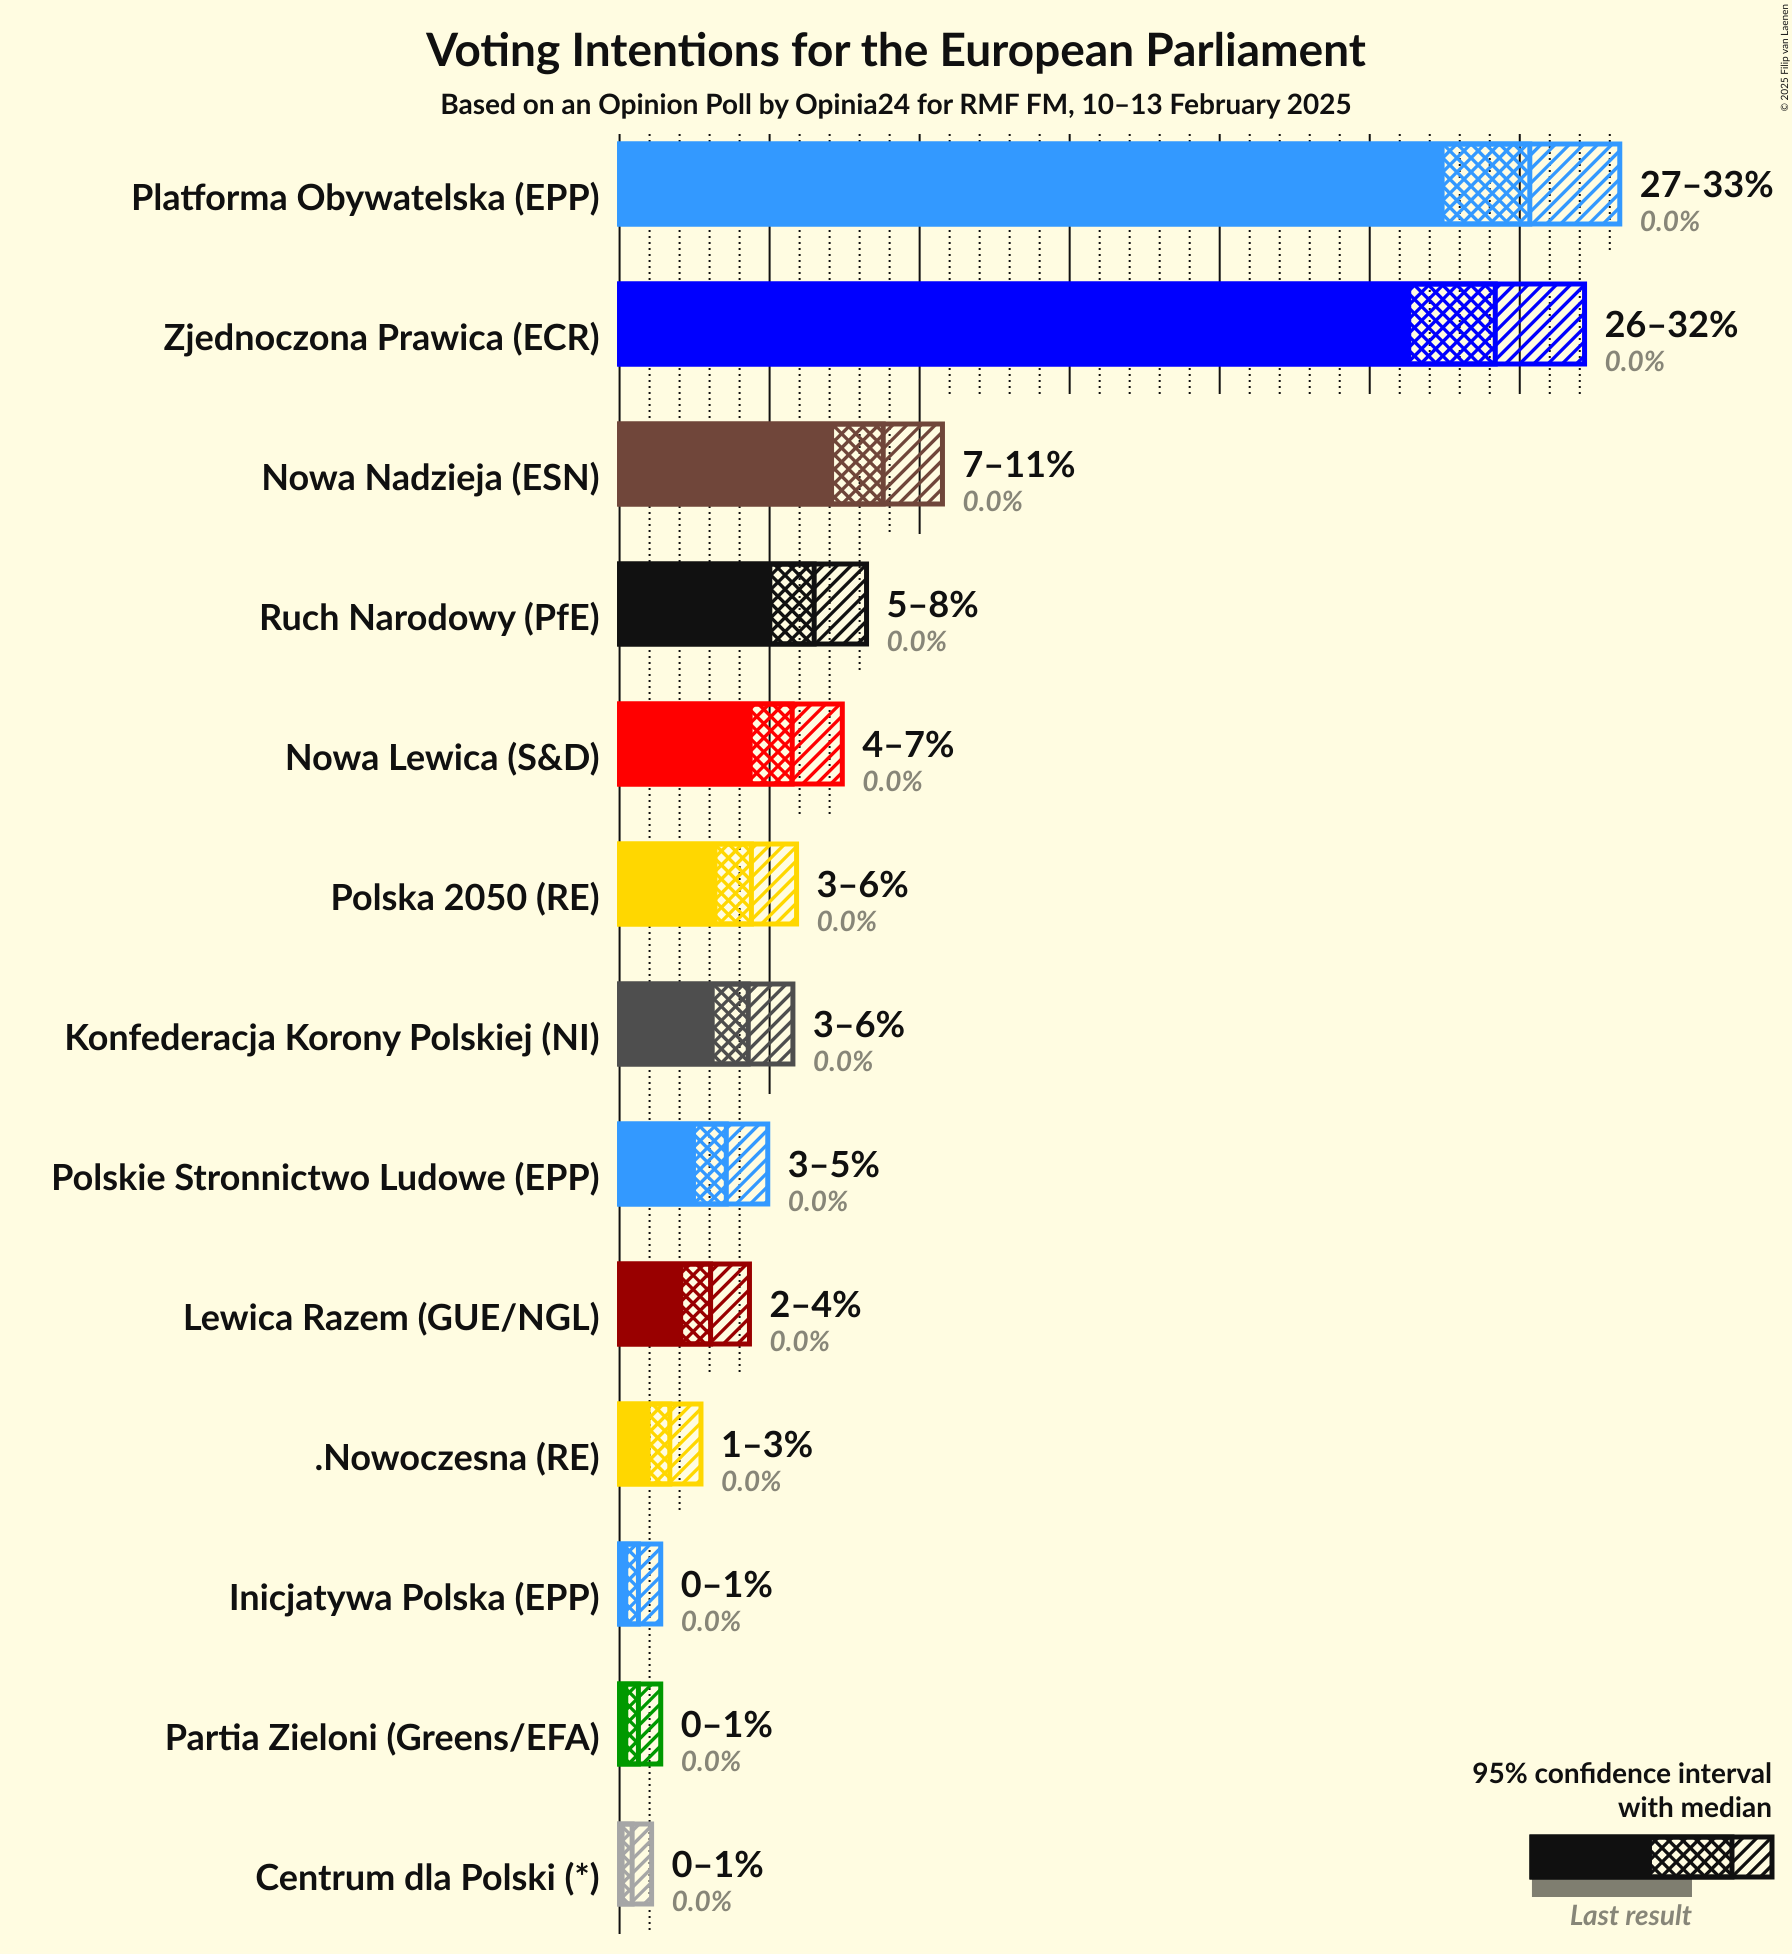 Voting Intentions for the European Parliament
Based on an Opinion Poll by Opinia24 for RMF FM, 10–13 February 2025
© 2025 Filip van Laenen
Platforma Obywatelska (EPP)
27–33%
0.0%
Zjednoczona Prawica (ECR)
26–32%
0.0%
Nowa Nadzieja (ESN)
7–11%
0.0%
Ruch Narodowy (PfE)
5–8%
0.0%
Nowa Lewica (S&D)
4–7%
0.0%
Polska 2050 (RE)
3–6%
0.0%
Konfederacja Korony Polskiej (NI)
3–6%
0.0%
Polskie Stronnictwo Ludowe (EPP)
3–5%
0.0%
Lewica Razem (GUE/NGL)
2–4%
0.0%
.Nowoczesna (RE)
1–3%
0.0%
Inicjatywa Polska (EPP)
0–1%
0.0%
Partia Zieloni (Greens/EFA)
0–1%
0.0%
Centrum dla Polski (*)
0–1%
0.0%
95% confidence interval
with median
Last result